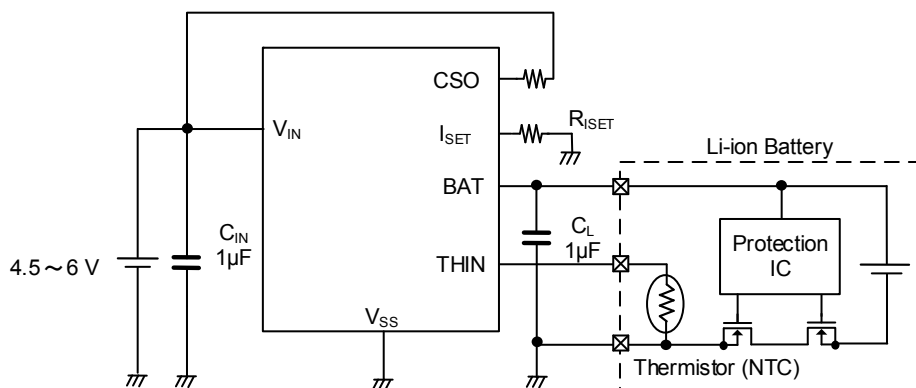 CSO
V_IN
I_SET
R_ISET
Li-ion Battery
BAT
C_IN
1µF
C_L
1µF
Protection
IC
4.5～6 V
THIN
V_SS
Thermistor (NTC)